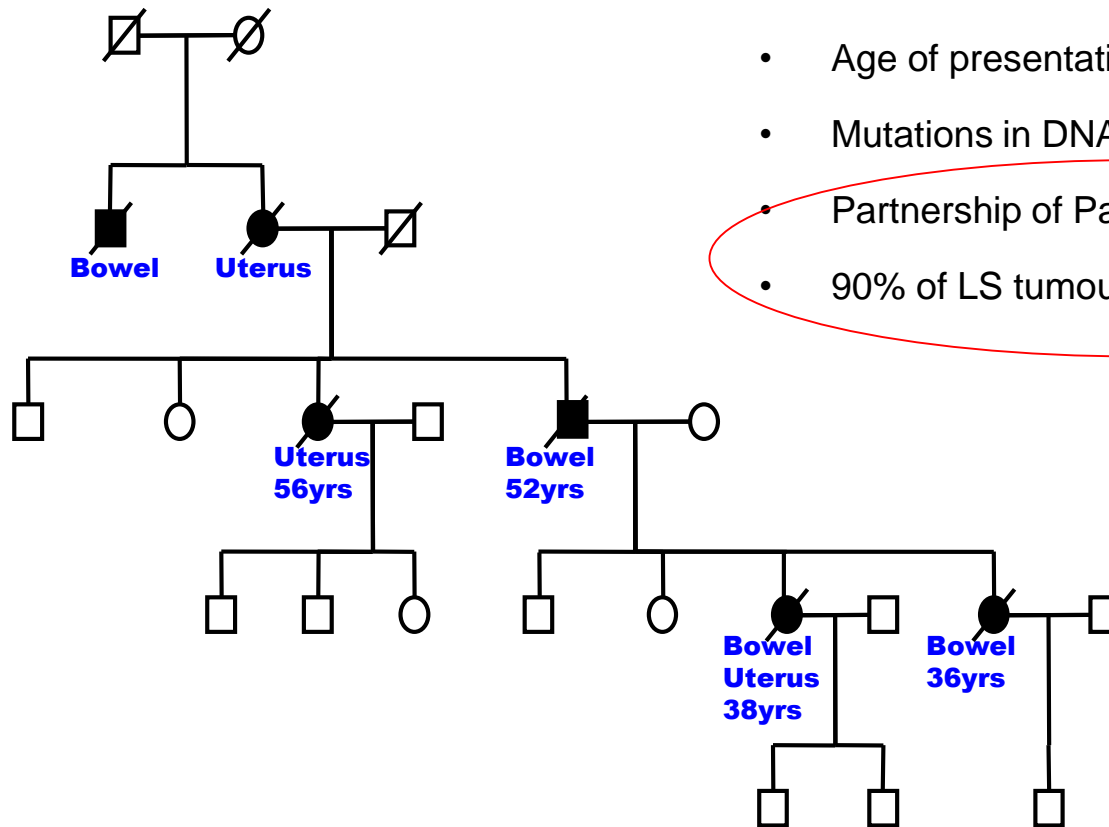 • Age of presentati
• Mutations in DNA
• Partnership of Pa
• 90% of LS tumou
Bowel
Uterus
Uterus
56yrs
Bowel
52yrs
Bowel
Uterus
38yrs
Bowel
36yrs